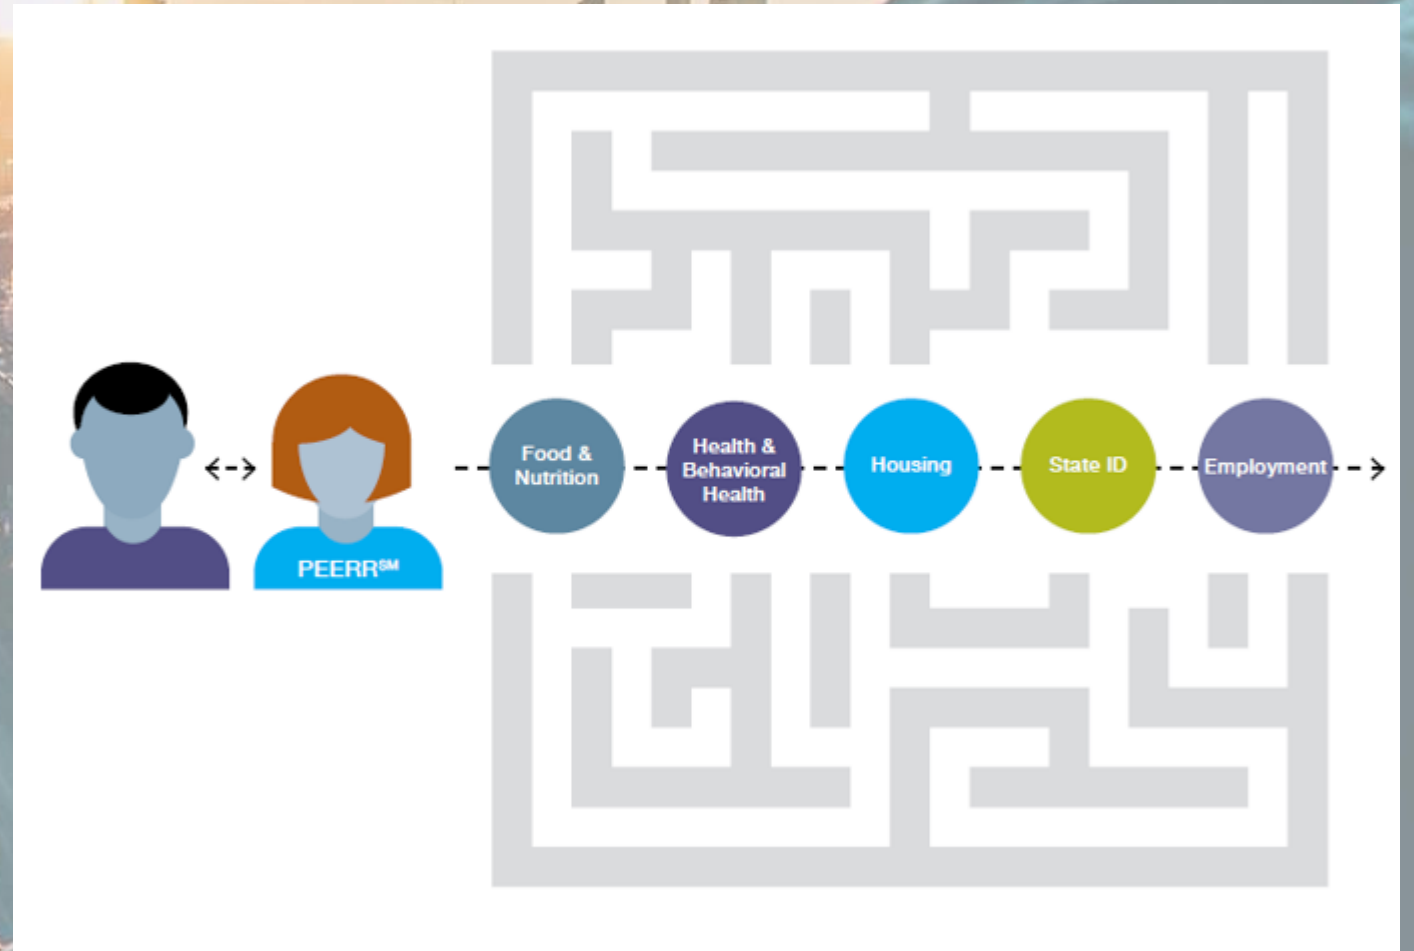 Food &
Nutrition
Health &
Behavioral
Health
Housing
State ID
Employment
PEERR℠